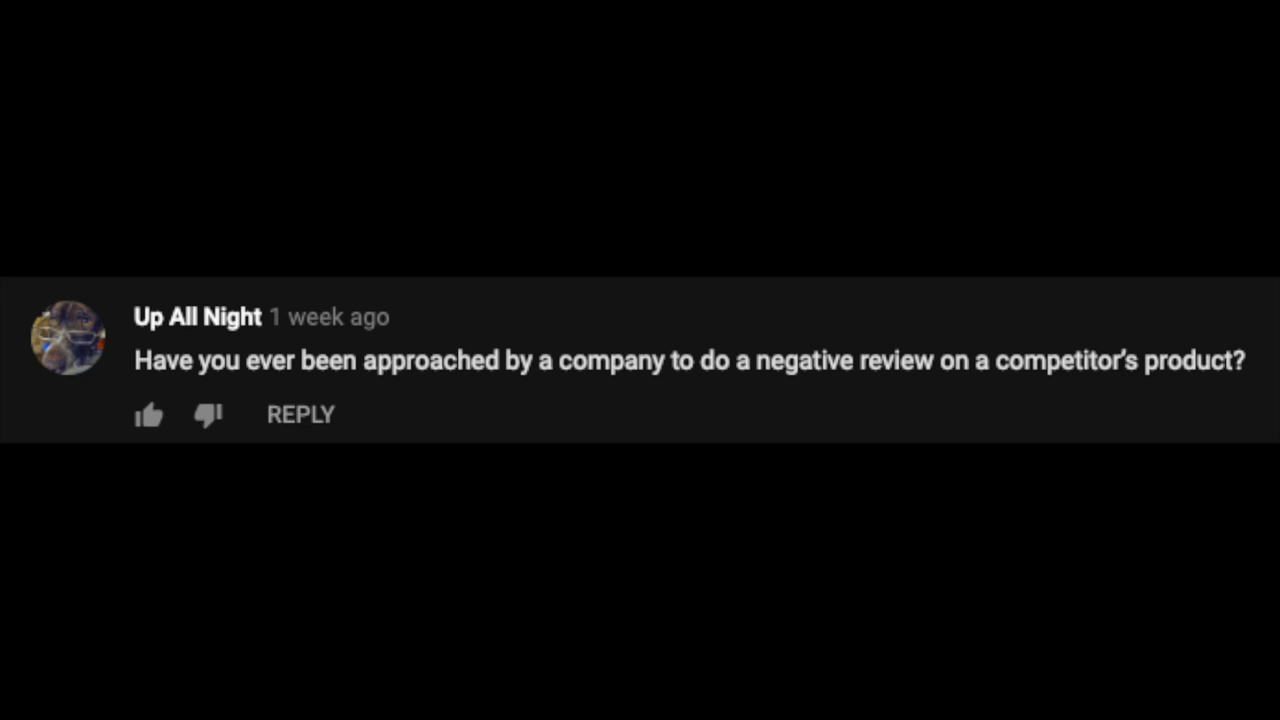 Up All Night 1 week ago
Have you ever been approached by a company to do a negative review on a competitor's product?
REPLY